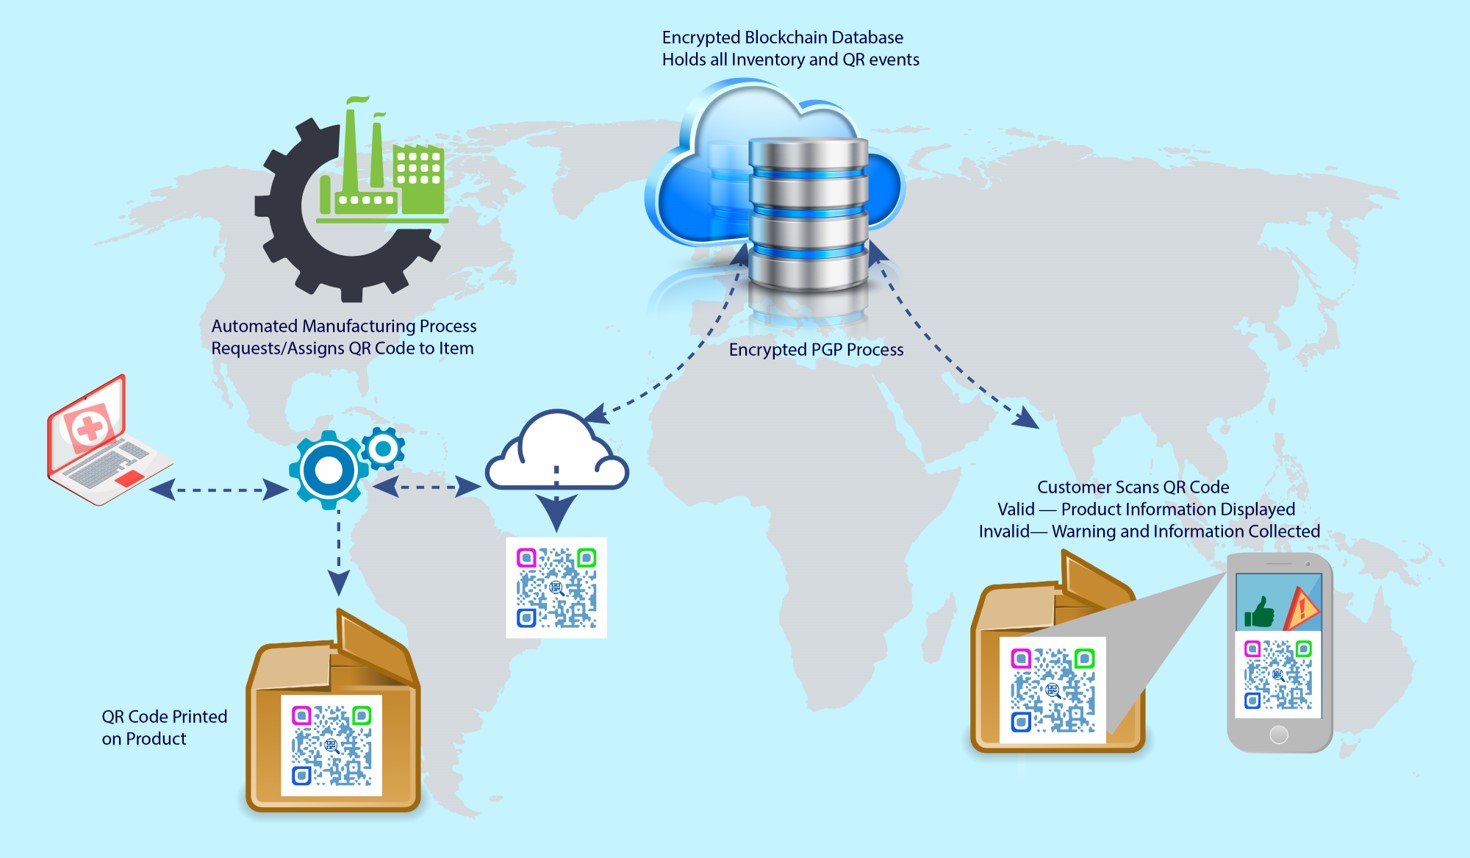 Encrypted Blockchain Database
Holds all Inventory and QR events
Automated Manufacturing Process
Requests/Assigns QR Code to Item
Encrypted PGP Process
Customer Scans QR Code
Valid — Product Information Displayed
Invalid— Warning and Information Collected
QR Code Printed
on Product